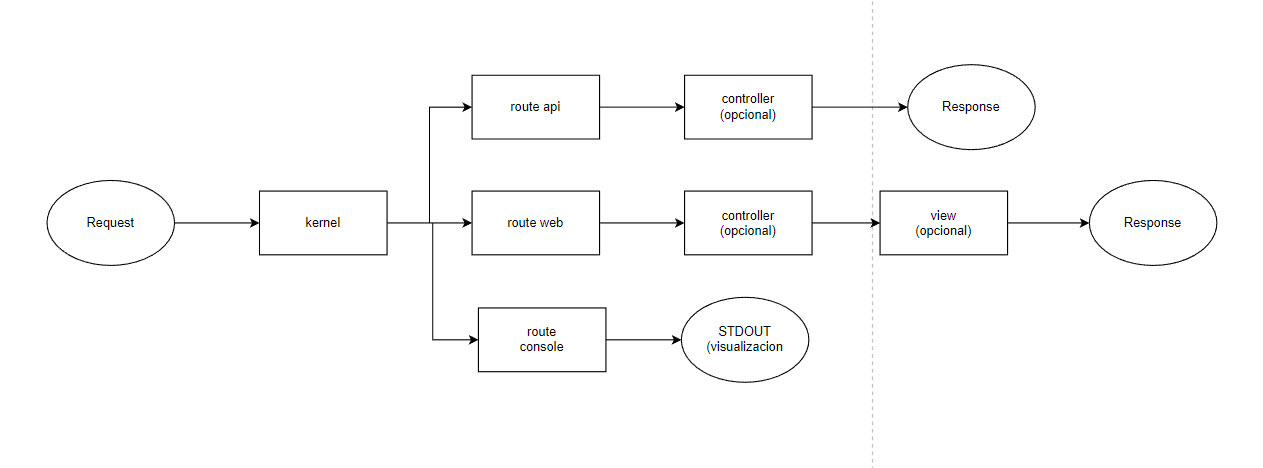 route api
controller
(opcional)
Response
Request
kernel
route web
controller
(opcional)
view
(opcional)
Response
route
console
STDOUT
(visualizacion